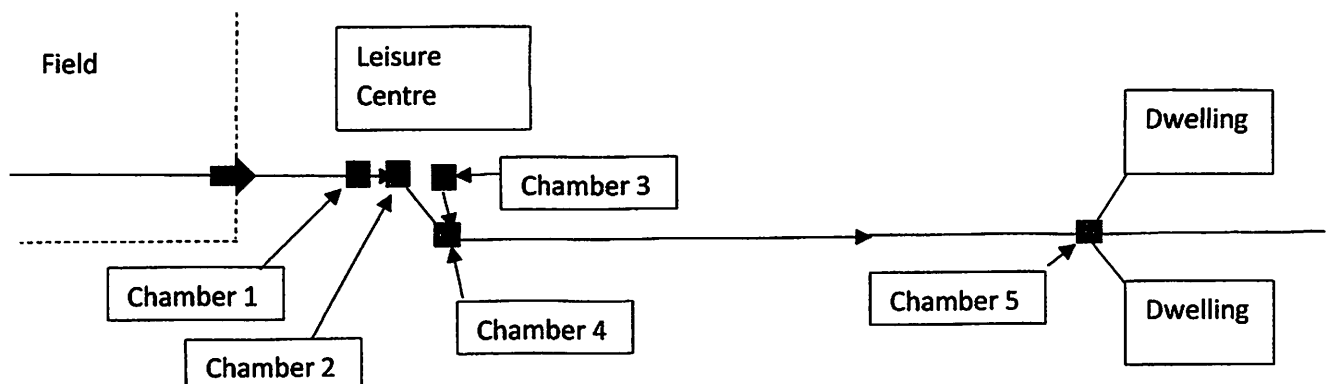 Field
Leisure
Centre
Dwelling
Chamber 3
Chamber 1
Chamber 5
Chamber 4
Dwelling
Chamber 2